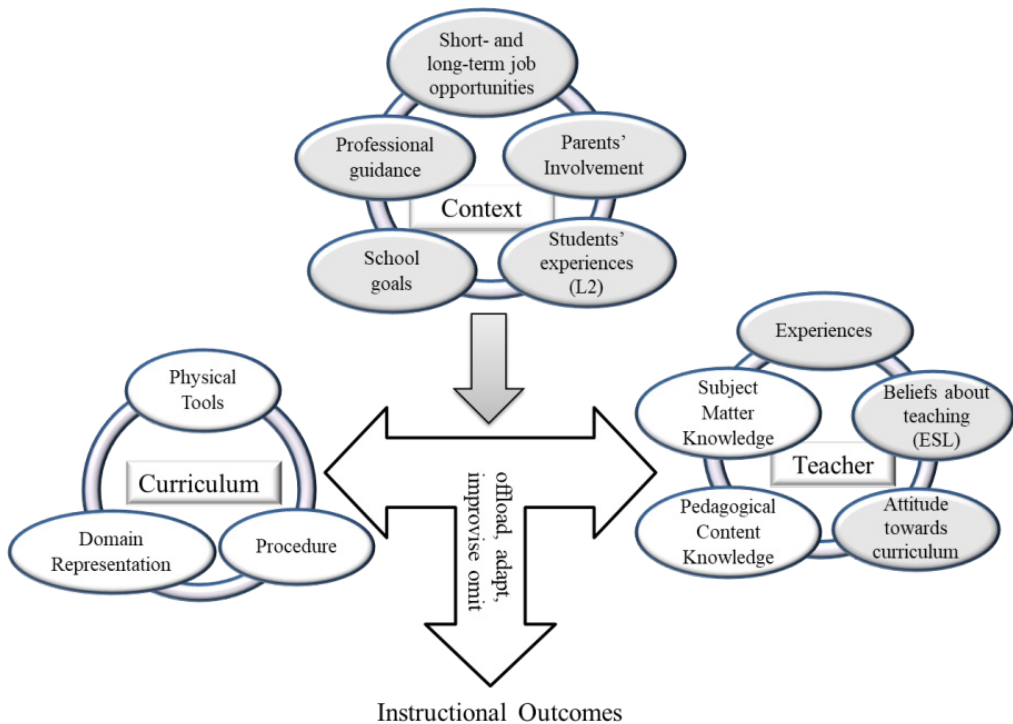 Short- and
long-term job
opportunities
Professional
guidance
Parents’
Involvement
Context
School
goals
Students’
experiences
(L2)
Experiences
Physical
Tools
Subject
Matter
Knowledge
Beliefs about
teaching
(ESL)
Curriculum
Teacher
Domain
Representation
Procedure
offload, adapt,
improvise omit
Pedagogical
Content
Knowledge
Attitude
towards
curriculum
Instructional Outcomes